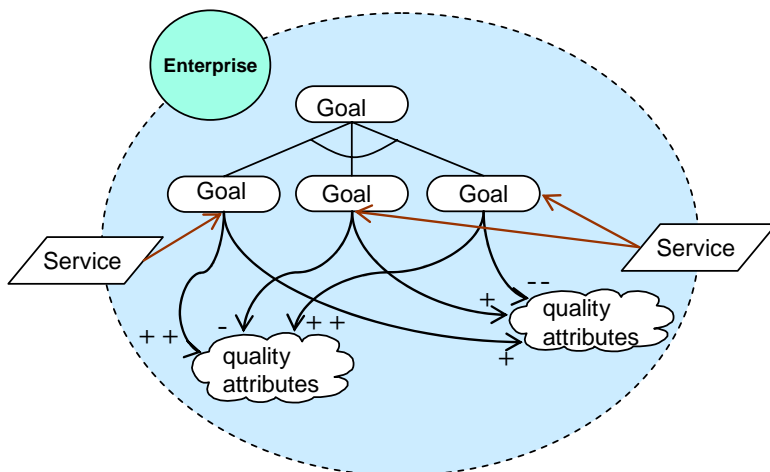 Enterprise
Goal
Goal
Goal
Goal
Service
Service
+ +
-
+ +
+
--
+
quality
attributes
quality
attributes